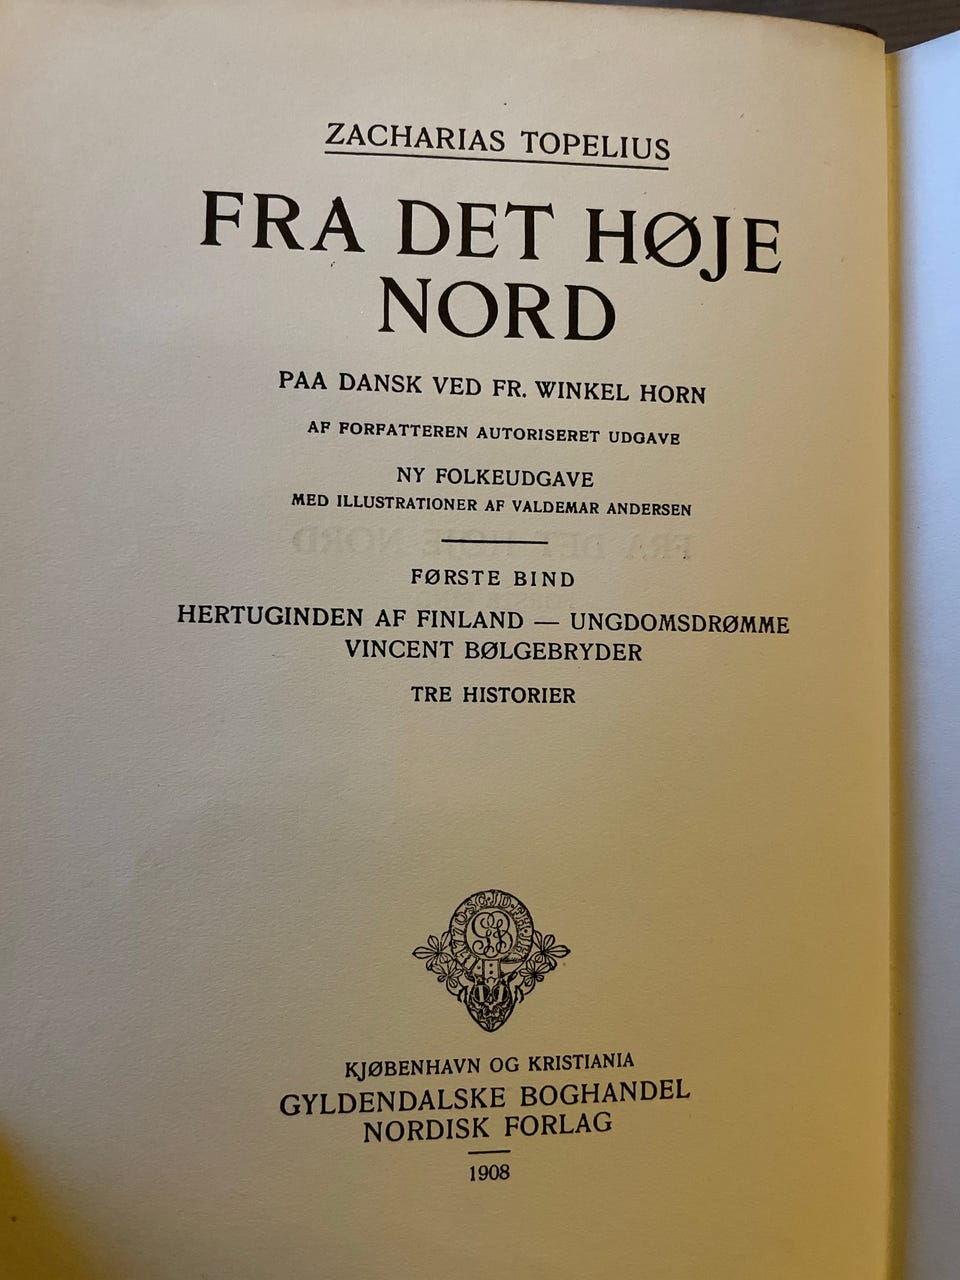 ZACHARIAS TOPELIUS
FRA DET HØJE
NORD
PAA DANSK VED FR. WINKEL HORN
AF FORFATTEREN AUTORISERET UDGAVE
NY FOLKEUDGAVE
MED ILLUSTRATIONER AF VALDEMAR ANDERSEN
FØRSTE BIND
HERTUGINDEN AF FINLAND — UNGDOMSDRØMME
VINCENT BØLGEBRYDER
TRE HISTORIER
KJØBENHAVN OG KRISTIANIA
GYLDENDALSKE BOGHANDEL
NORDISK FORLAG
1908